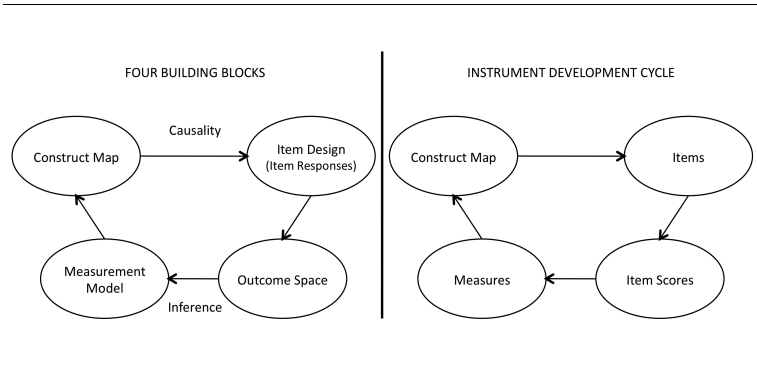 FOUR BUILDING BLOCKS
Causality
Construct Map
Item Design
(Item Responses)
Measurement
Model
Outcome Space
Inference
INSTRUMENT DEVELOPMENT CYCLE
Construct Map
Items
Measures
Item Scores